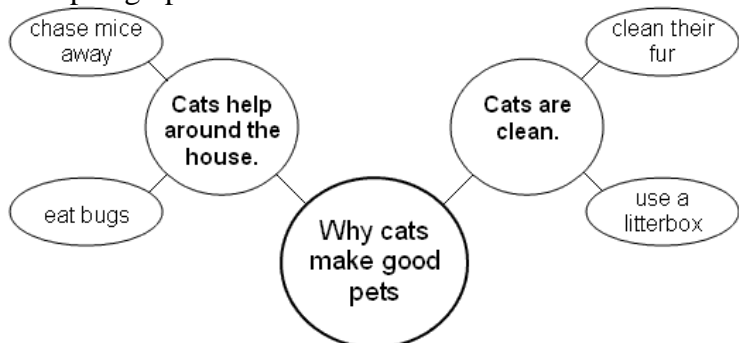 chase mice
away
clean their
fur
Cats help
around the
house.
Cats are
clean.
eat bugs
use a
litterbox
Why cats
make good
pets